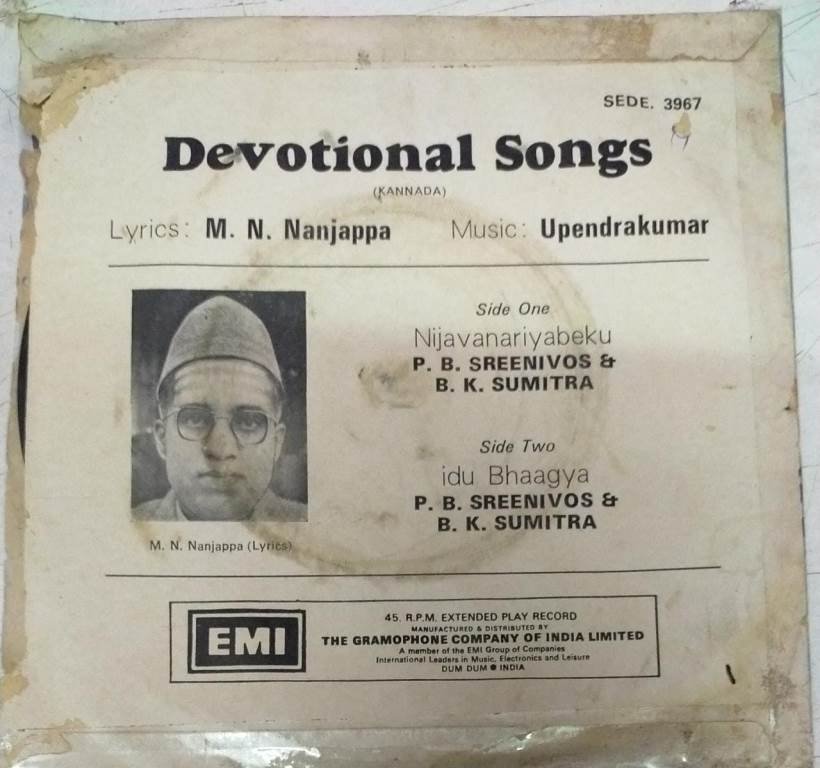 SEDE. 3967
Devotional Songs
(KANNADA)
Lyrics: M. N. Nanjappa Music: Upendrakumar
Side One
Nijavanariyabeku
P. B. SREENIVOS &
B. K. SUMITRA
Side Two
idu Bhaagya
P. B. SREENIVOS &
B. K. SUMITRA
M. N. Nanjappa (Lyrics)
EMI
45. R.P.M. EXTENDED PLAY RECORD
MANUFACTURED & DISTRIBUTED BY
THE GRAMOPHONE COMPANY OF INDIA LIMITED
A member of the EMI Group of Companies
International Leaders in Music, Electronics and Leisure
DUM DUM ● INDIA